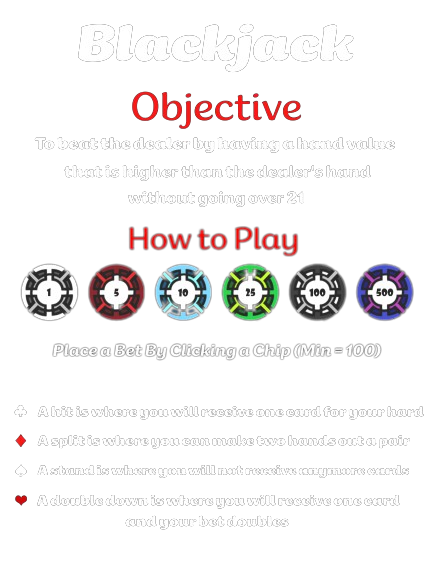 Blackjack
Objective
To beat the dealer by having a hand value
that is higher than the dealer's hand
without going over 21
How to Play
1 5 10 25 100 500
Place a Bet By Clicking a Chip (Min = 100)
A hit is where you will receive one card for your hard
A split is where you can make two hands out a pair
A stand is where you will not receive anymore cards
A double down is where you will receive one card
and your bet doubles